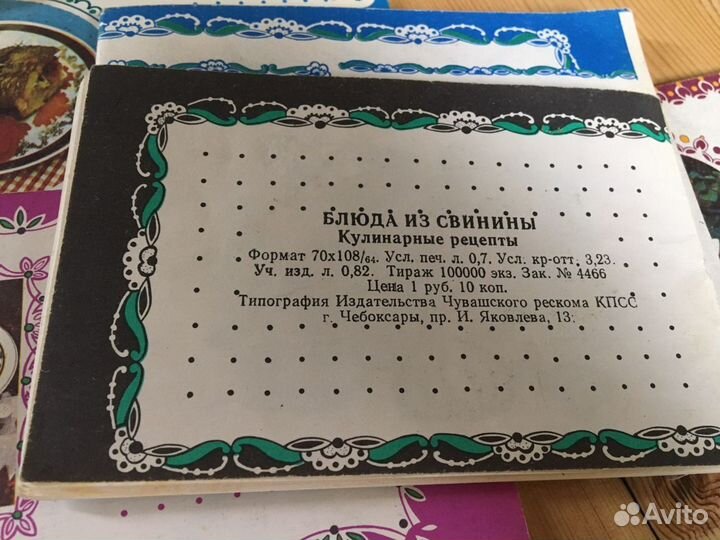 БЛЮДА ИЗ СВИНИНЫ
Кулинарные рецепты
Формат 70х108/64. Усл. печ. л. 0,7. Усл. кр-отт. 3,23.
Уч. изд. л. 0,82. Тираж 100000 экз. Зак. № 4466
Цена 1 руб. 10 коп.
Типография Издательства Чувашского рескома КПСС
г. Чебоксары, пр. И. Яковлева, 13.
Avito